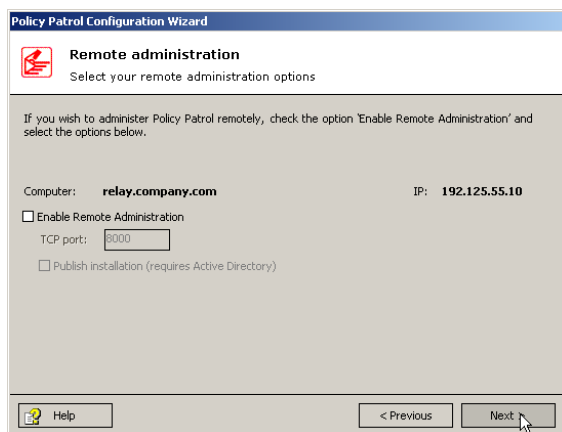 Policy Patrol Configuration Wizard
Remote administration
Select your remote administration options
If you wish to administer Policy Patrol remotely, check the option 'Enable Remote Administration' and
select the options below.
Computer: relay.company.com IP: 192.125.55.10
Enable Remote Administration
TCP port: 8000
Publish installation (requires Active Directory)
Help < Previous Next >